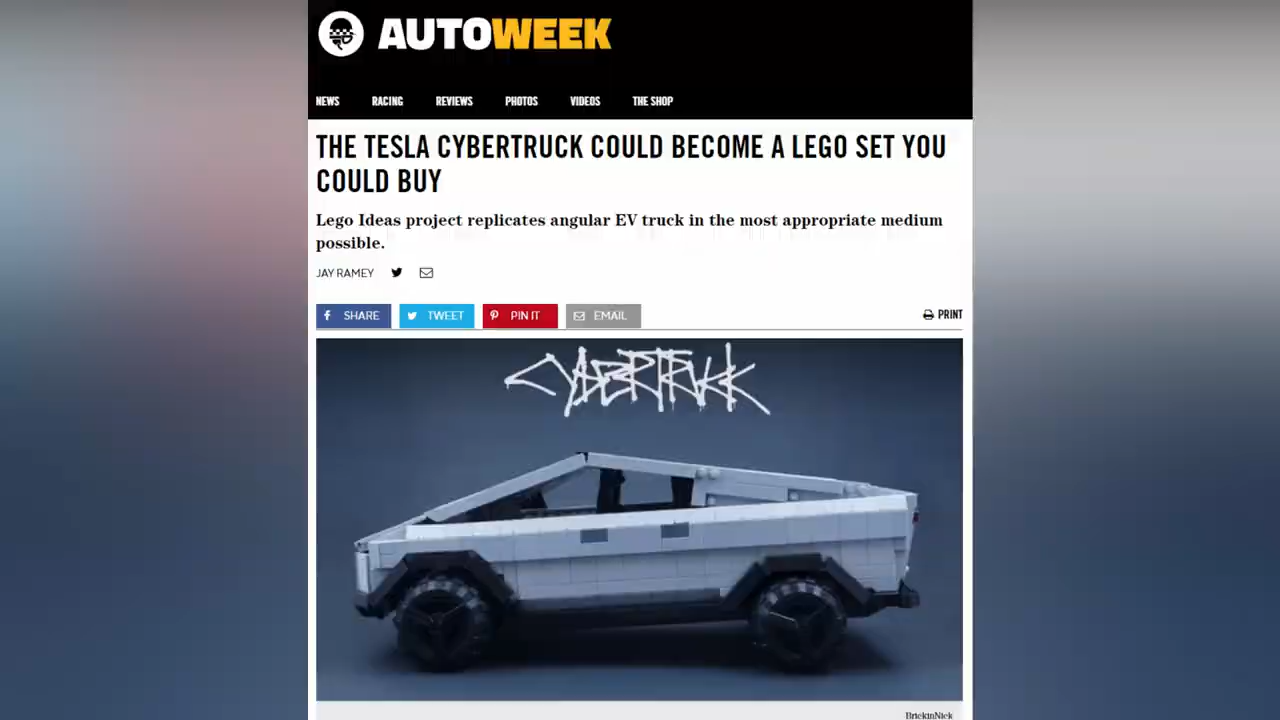 AUTOWEEK
NEWS RACING REVIEWS PHOTOS VIDEOS THE SHOP
THE TESLA CYBERTRUCK COULD BECOME A LEGO SET YOU
COULD BUY
Lego Ideas project replicates angular EV truck in the most appropriate medium
possible.
JAY RAMEY
SHARE TWEET PIN IT EMAIL PRINT
CYBERTRUCK
BrickinNick